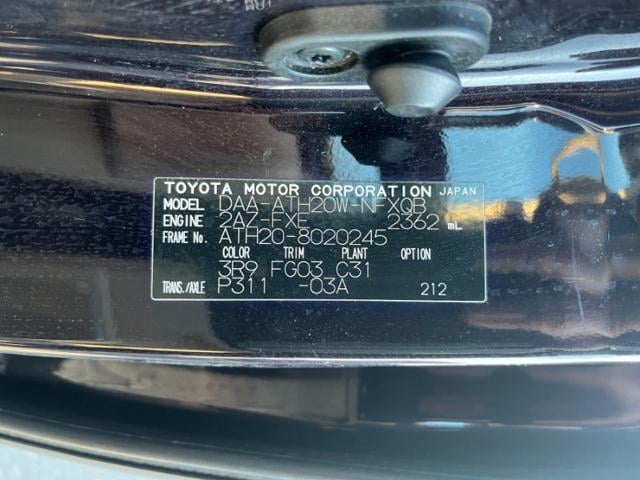 TOYOTA MOTOR CORPORATION JAPAN
MODEL DAA-ATH20W-NFXQB
ENGINE 2AZ-FXE 2362 mL
FRAME No. ATH20-8020245
COLOR TRIM PLANT OPTION
3R9 FG03 C31
TRANS./AXLE P311 -03A 212